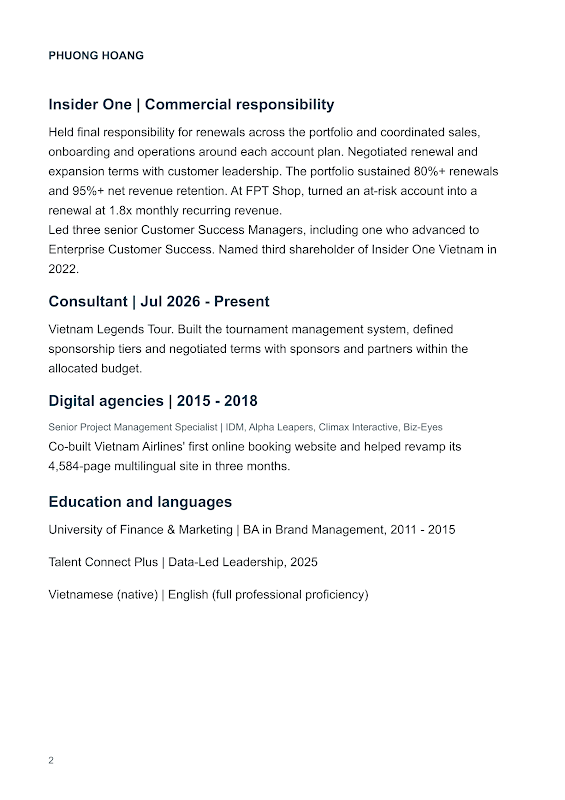 PHUONG HOANG
Insider One | Commercial responsibility
Held final responsibility for renewals across the portfolio and coordinated sales,
onboarding and operations around each account plan. Negotiated renewal and
expansion terms with customer leadership. The portfolio sustained 80%+ renewals
and 95%+ net revenue retention. At FPT Shop, turned an at-risk account into a
renewal at 1.8x monthly recurring revenue.
Led three senior Customer Success Managers, including one who advanced to
Enterprise Customer Success. Named third shareholder of Insider One Vietnam in
2022.
Consultant | Jul 2026 - Present
Vietnam Legends Tour. Built the tournament management system, defined
sponsorship tiers and negotiated terms with sponsors and partners within the
allocated budget.
Digital agencies | 2015 - 2018
Senior Project Management Specialist | IDM, Alpha Leapers, Climax Interactive, Biz-Eyes
Co-built Vietnam Airlines' first online booking website and helped revamp its
4,584-page multilingual site in three months.
Education and languages
University of Finance & Marketing | BA in Brand Management, 2011 - 2015
Talent Connect Plus | Data-Led Leadership, 2025
Vietnamese (native) | English (full professional proficiency)
2